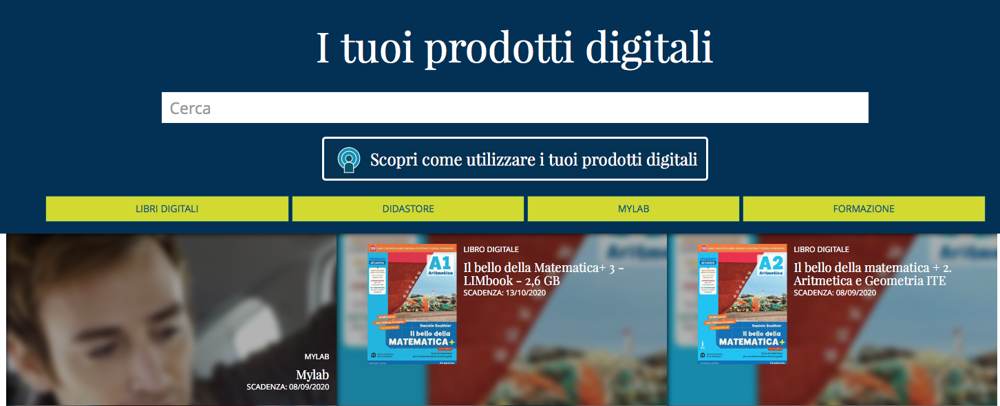 I tuoi prodotti digitali
Cerca
Scopri come utilizzare i tuoi prodotti digitali
LIBRI DIGITALI
DIDASTORE
MYLAB
FORMAZIONE
MYLAB
Mylab
SCADENZA: 08/09/2020
A1
Aritmetica
Daniele Gouthier
Il bello della
MATEMATICA+
PEARSON
LIBRO DIGITALE
Il bello della Matematica+ 3 -
LIMbook - 2,6 GB
SCADENZA: 13/10/2020
A2
Aritmetica
Daniele Gouthier
Il bello della
MATEMATICA+
PEARSON
LIBRO DIGITALE
Il bello della matematica + 2.
Aritmetica e Geometria ITE
SCADENZA: 08/09/2020